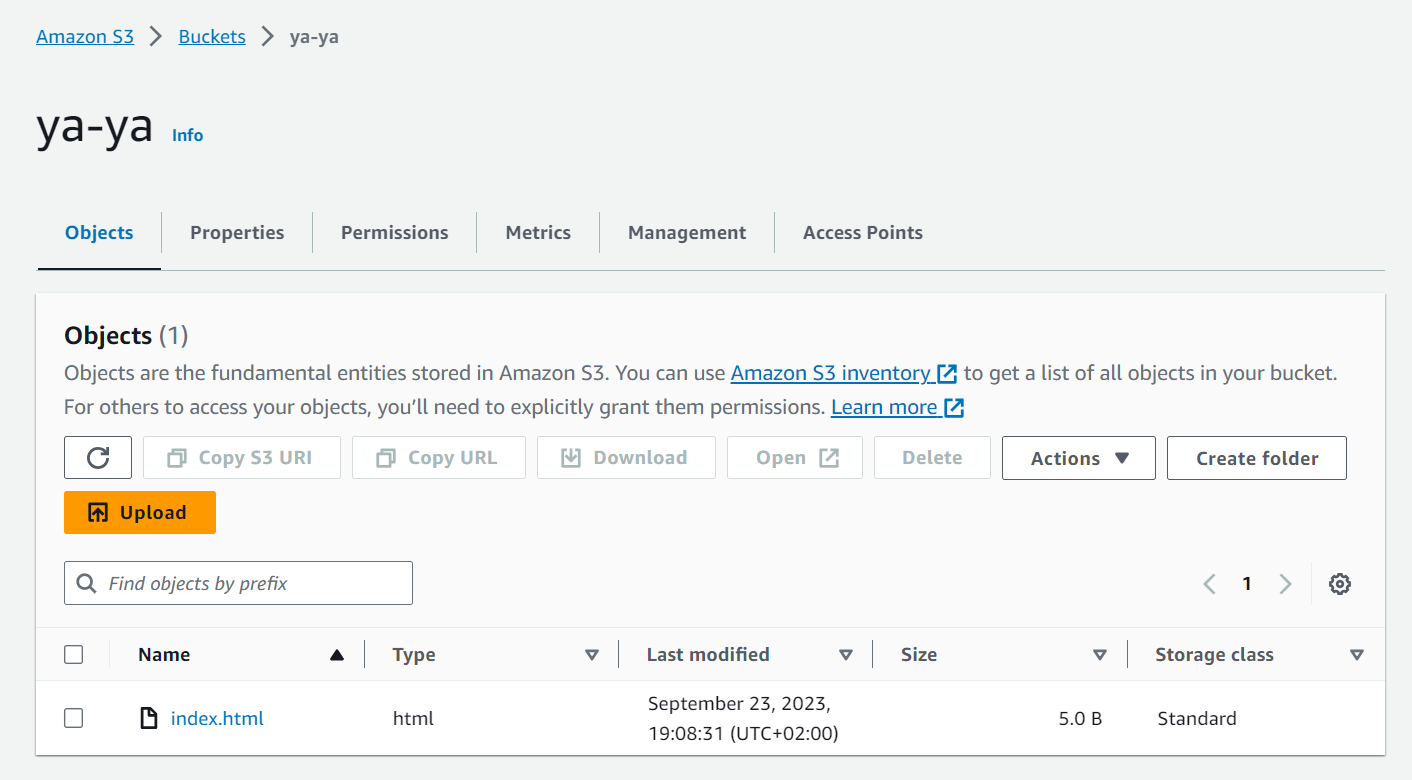 Amazon S3 > Buckets > ya-ya
ya-ya Info
Objects Properties Permissions Metrics Management Access Points
Objects (1)
Objects are the fundamental entities stored in Amazon S3. You can use Amazon S3 inventory to get a list of all objects in your bucket.
For others to access your objects, you’ll need to explicitly grant them permissions. Learn more
Copy S3 URI Copy URL Download Open Delete Actions Create folder
Upload
Find objects by prefix 1
Name Type Last modified Size Storage class
index.html html September 23, 2023, 5.0 B Standard
19:08:31 (UTC+02:00)